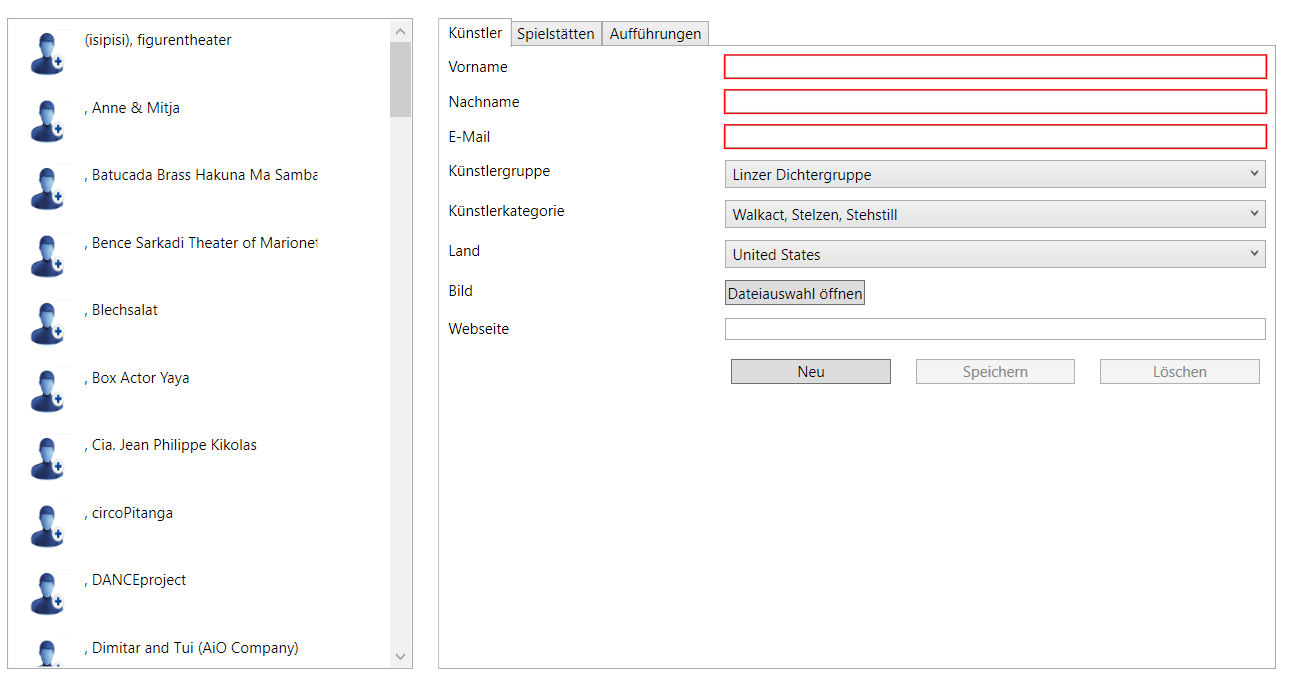 (isipisi), figurentheater
, Anne & Mitja
, Batucada Brass Hakuna Ma Samba
, Bence Sarkadi Theater of Marionet
, Blechsalat
, Box Actor Yaya
, Cia. Jean Philippe Kikolas
, circoPitanga
, DANCEproject
, Dimitar and Tui (AiO Company)
Künstler Spielstätten Aufführungen
Vorname
Nachname
E-Mail
Künstlergruppe Linzer Dichtergruppe
Künstlerkategorie Walkact, Stelzen, Stehstill
Land United States
Bild Dateiauswahl öffnen
Webseite
Neu Speichern Löschen